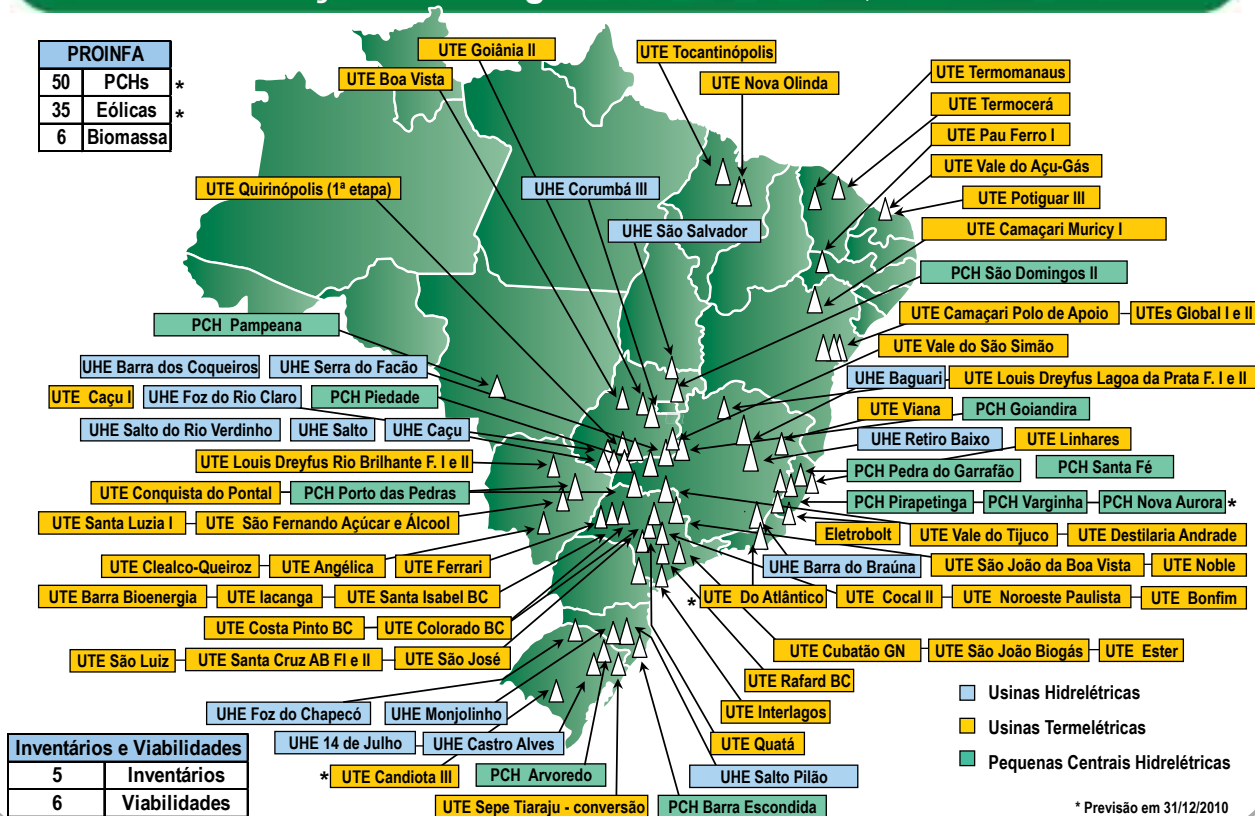 PROINFA
50 PCHs *
35 Eólicas *
6 Biomassa
UTE Goiânia II
UTE Boa Vista
UTE Tocantinópolis
UTE Nova Olinda
UTE Termomanaus
UTE Termocerá
UTE Pau Ferro I
UTE Vale do Açu-Gás
UTE Potiguar III
UTE Quirinópolis (1ª etapa)
UHE Corumbá III
UHE São Salvador
UTE Camaçari Muricy I
PCH São Domingos II
PCH Pampeana
UTE Camaçari Polo de Apoio
UTEs Global I e II
UTE Vale do São Simão
UHE Barra dos Coqueiros
UHE Serra do Facão
UHE Baguari
UTE Louis Dreyfus Lagoa da Prata F. I e II
UTE Caçu I
UHE Foz do Rio Claro
PCH Piedade
UTE Viana
PCH Goiandira
UHE Salto do Rio Verdinho
UHE Salto
UHE Caçu
UHE Retiro Baixo
UTE Linhares
UTE Louis Dreyfus Rio Brilhante F. I e II
PCH Pedra do Garrafão
PCH Santa Fé
UTE Conquista do Pontal
PCH Porto das Pedras
PCH Pirapetinga
PCH Varginha
PCH Nova Aurora *
UTE Santa Luzia I
UTE São Fernando Açúcar e Álcool
Eletrobolt
UTE Vale do Tijuco
UTE Destilaria Andrade
UTE Clealco-Queiroz
UTE Angélica
UTE Ferrari
UHE Barra do Braúna
UTE São João da Boa Vista
UTE Noble
UTE Barra Bioenergia
UTE Iacanga
UTE Santa Isabel BC
* UTE Do Atlântico
UTE Cocal II
UTE Noroeste Paulista
UTE Bonfim
UTE Costa Pinto BC
UTE Colorado BC
UTE Cubatão GN
UTE São João Biogás
UTE Ester
UTE São Luiz
UTE Santa Cruz AB FI e II
UTE São José
UTE Rafard BC
UHE Foz do Chapecó
UHE Monjolinho
UTE Interlagos
UHE 14 de Julho
UHE Castro Alves
UTE Quatá
* UTE Candiota III
PCH Arvoredo
UHE Salto Pilão
UTE Sepe Tiaraju - conversão
PCH Barra Escondida
Inventários e Viabilidades
5 Inventários
6 Viabilidades
Usinas Hidrelétricas
Usinas Termelétricas
Pequenas Centrais Hidrelétricas
* Previsão em 31/12/2010